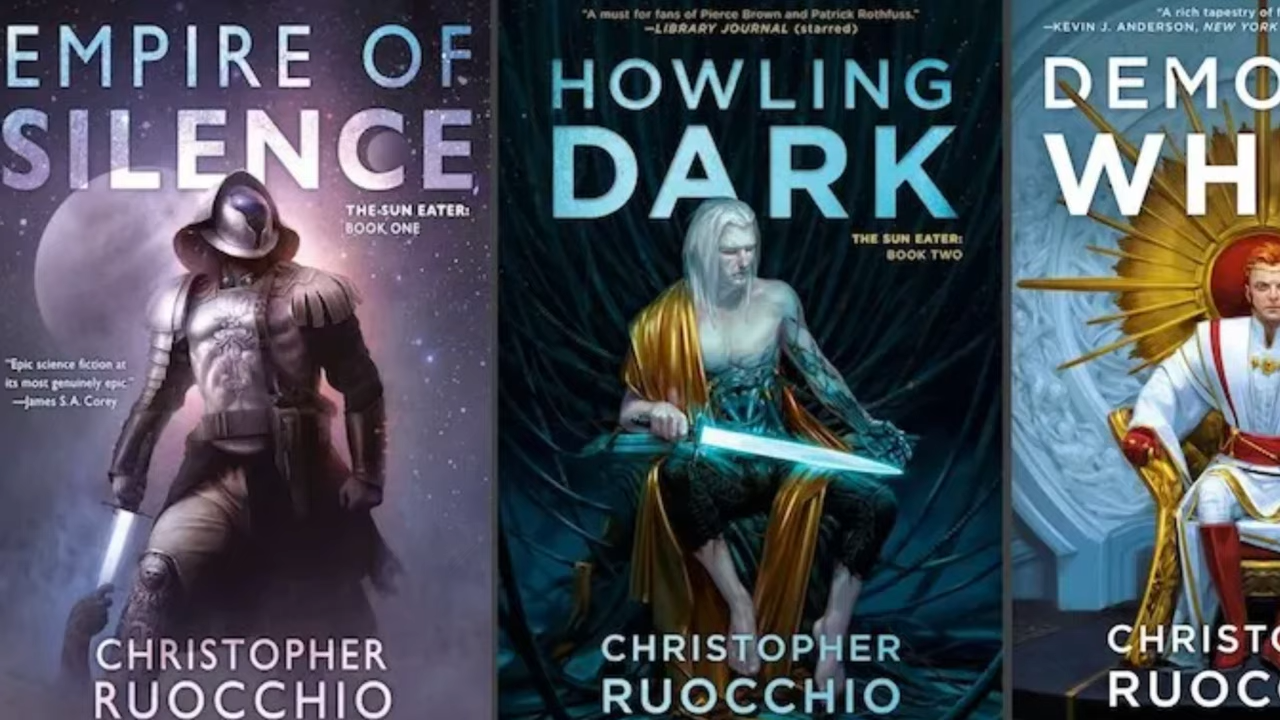 EMPIRE OF
SILENCE
THE SUN EATER:
BOOK ONE
"Epic science fiction at
its most genuinely epic"
—James S. A. Corey
CHRISTOPHER
RUOCCHIO
"A must for fans of Pierce Brown and Patrick Rothfuss."
—LIBRARY JOURNAL (starred)
HOWLING
DARK
THE SUN EATER:
BOOK TWO
CHRISTOPHER
RUOCCHIO
"A rich tapestry of f
—KEVIN J. ANDERSON, NEW YORK
DEMO
WH
CHRISTO
RUOCC